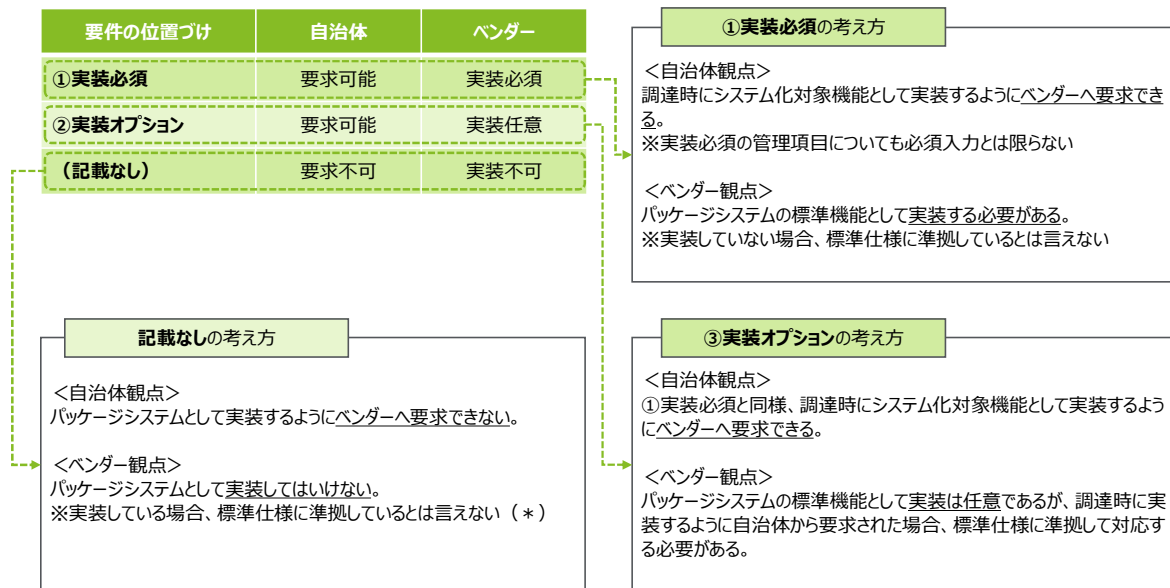 要件の位置づけ 自治体 ベンダー
①実装必須 要求可能 実装必須
②実装オプション 要求可能 実装任意
（記載なし） 要求不可 実装不可
①実装必須の考え方
＜自治体観点＞
調達時にシステム化対象機能として実装するようにベンダーへ要求でき
る。
※実装必須の管理項目についても必須入力とは限らない
＜ベンダー観点＞
パッケージシステムの標準機能として実装する必要がある。
※実装していない場合、標準仕様に準拠しているとは言えない
記載なしの考え方
＜自治体観点＞
パッケージシステムとして実装するようにベンダーへ要求できない。
＜ベンダー観点＞
パッケージシステムとして実装してはいけない。
※実装している場合、標準仕様に準拠しているとは言えない（＊）
③実装オプションの考え方
＜自治体観点＞
①実装必須と同様、調達時にシステム化対象機能として実装するよう
にベンダーへ要求できる。
＜ベンダー観点＞
パッケージシステムの標準機能として実装は任意であるが、調達時に実
装するように自治体から要求された場合、標準仕様に準拠して対応す
る必要がある。